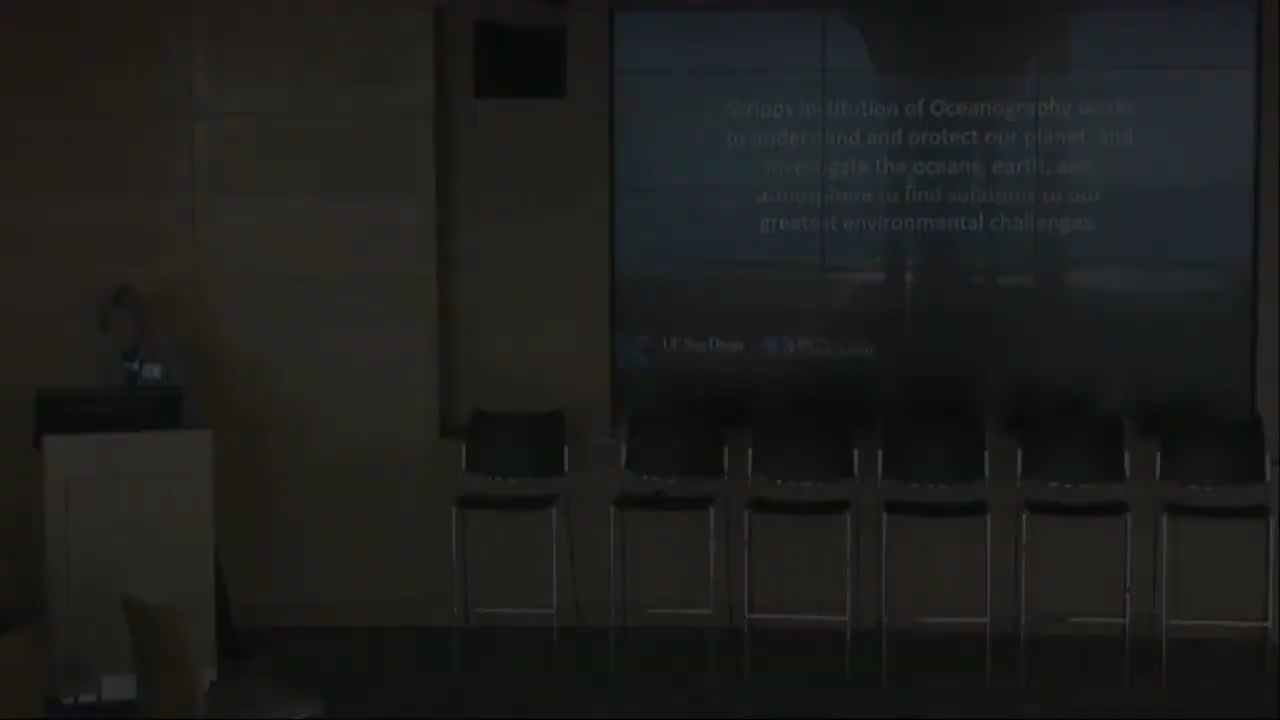 Scripps Institution of Oceanography works
to understand and protect our planet, and
investigate the oceans, earth, and
atmosphere to find solutions to our
greatest environmental challenges.
UC San Diego